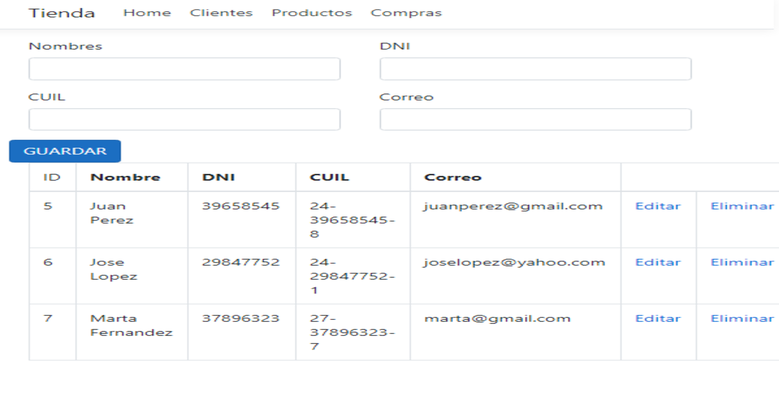 Tienda Home Clientes Productos Compras
Nombres DNI
CUIL Correo
GUARDAR
ID Nombre DNI CUIL Correo
5 Juan 39658545 24- juanperez@gmail.com Editar Eliminar
Perez 39658545-
8
6 Jose 29847752 24- joselopez@yahoo.com Editar Eliminar
Lopez 29847752-
1
7 Marta 37896323 27- marta@gmail.com Editar Eliminar
Fernandez 37896323-
7